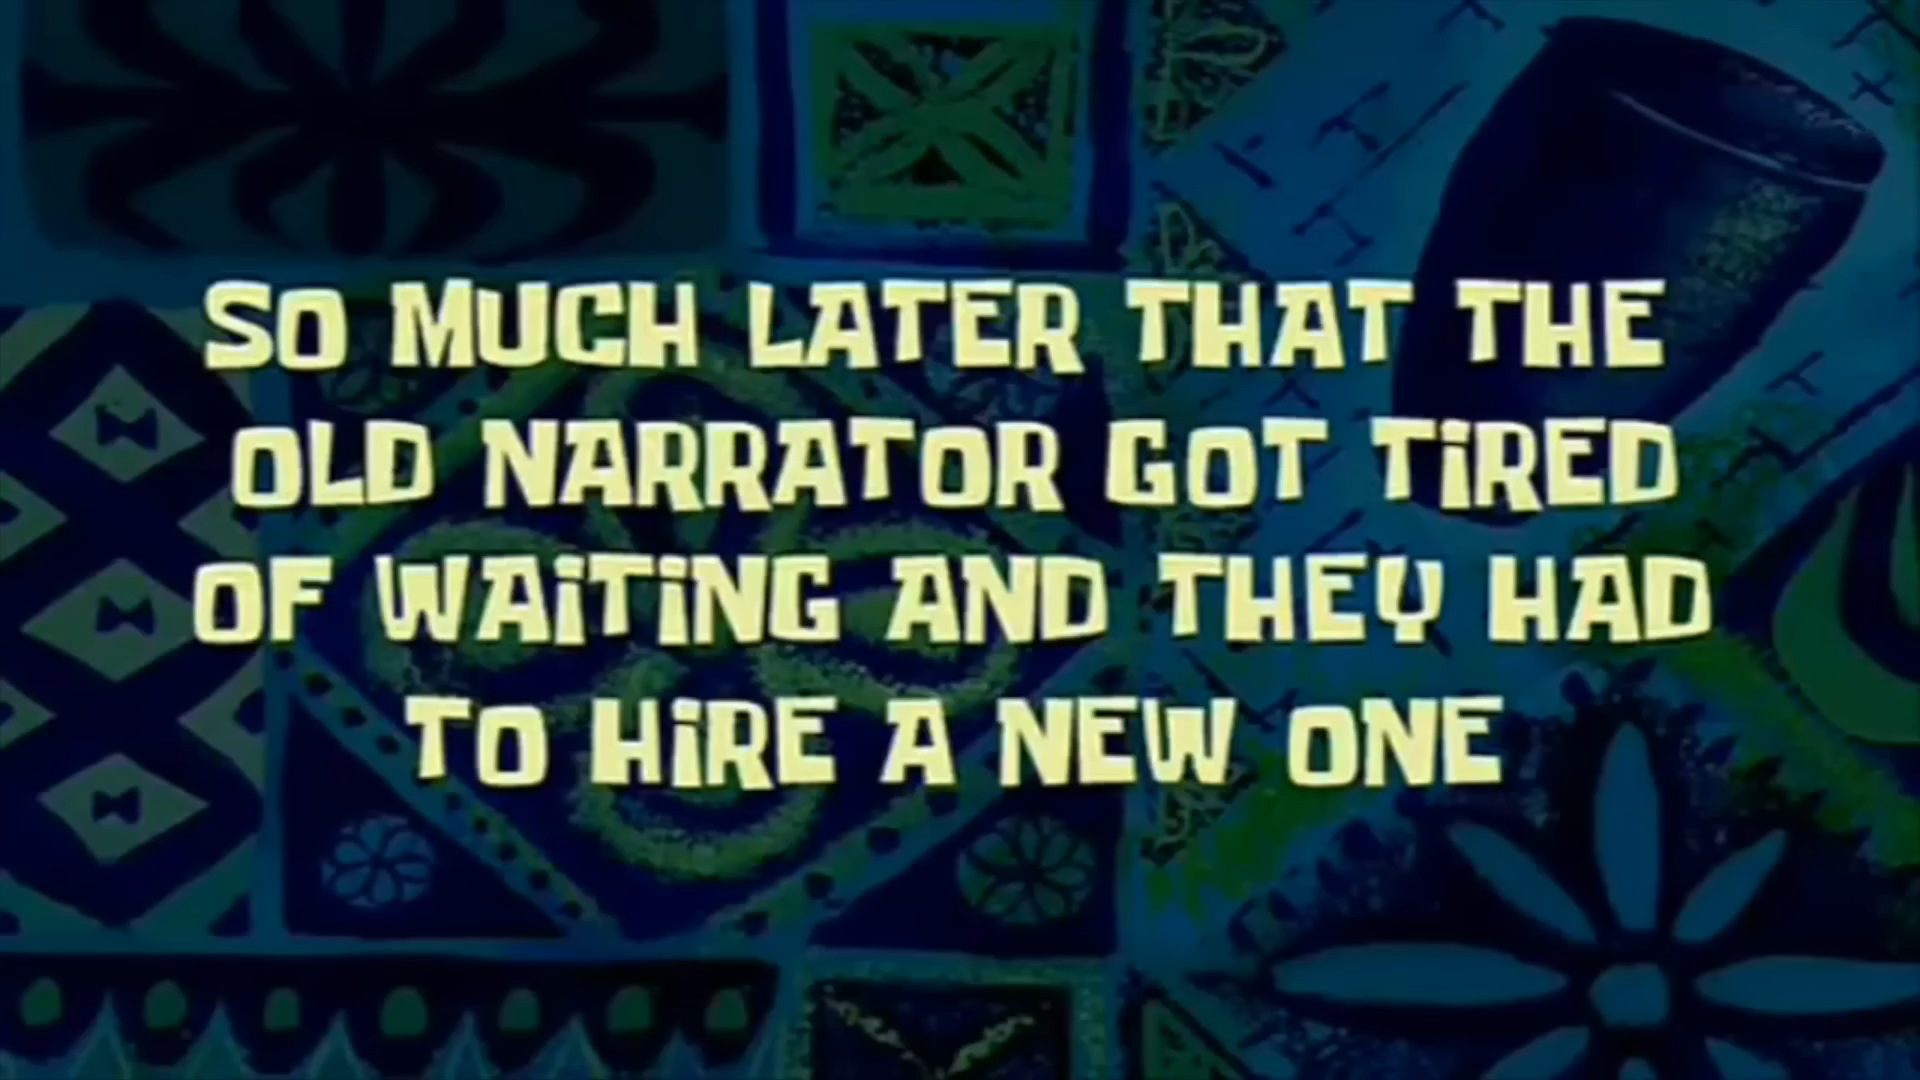 SO MUCH LATER THAT THE
OLD NARRATOR GOT TiRED
OF WAiTiNG AND THEY HAD
TO HiRE A NEW ONE